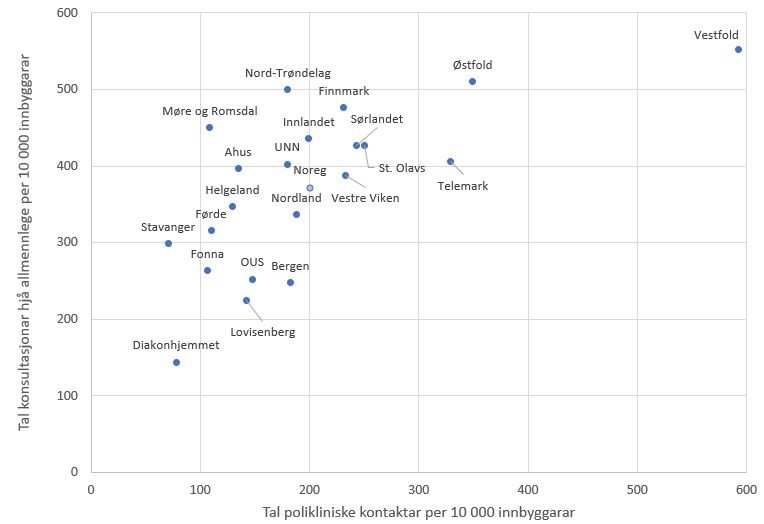 600
Vestfold
Østfold
Nord-Trøndelag
500
Finnmark
Møre og Romsdal
Innlandet
Sørlandet
UNN
Ahus
400
Noreg
St. Olavs
Telemark
Helgeland
Nordland
Vestre Viken
Førde
Stavanger
300
Fonna
OUS
Bergen
200
Lovisenberg
Diakonhjemmet
100
0
0 100 200 300 400 500 600
Tal polikliniske kontaktar per 10 000 innbyggarar
Tal konsultasjonar hjå allmennlege per 10 000 innbyggarar